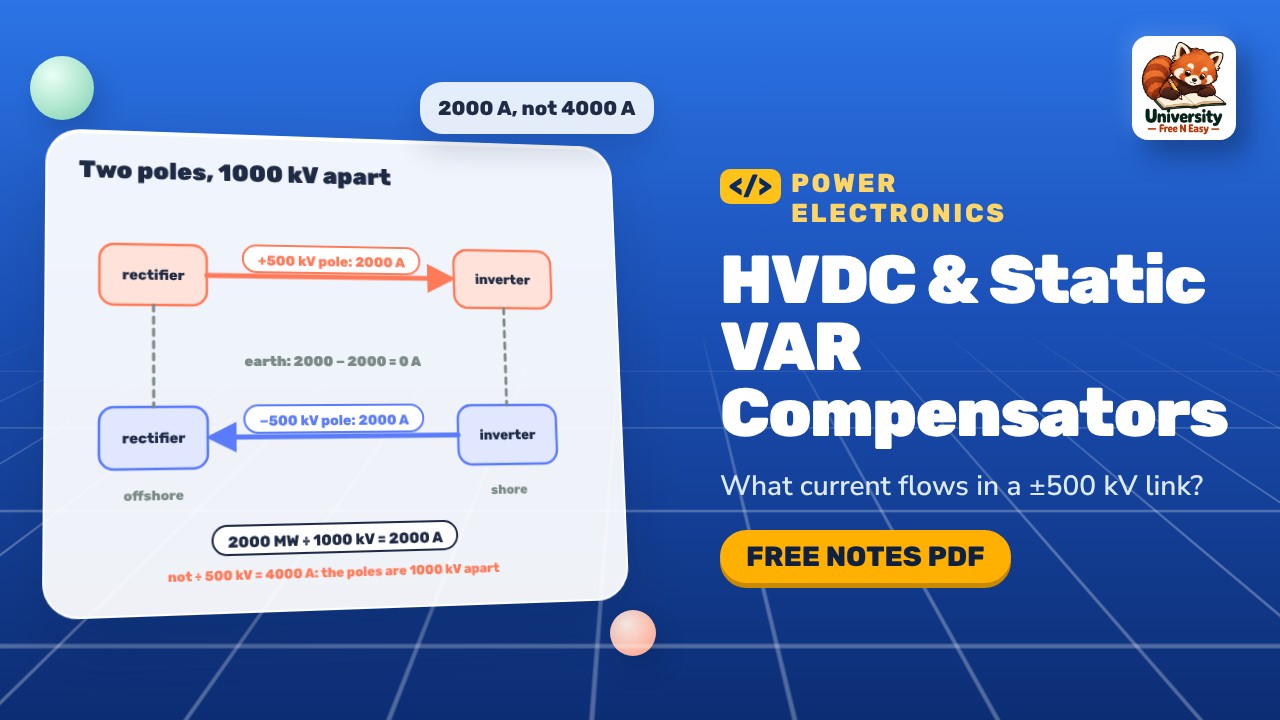 2000 A, not 4000 A
Two poles, 1000 kV apart
rectifier
+500 kV pole: 2000 A
inverter
earth: 2000 − 2000 = 0 A
rectifier
−500 kV pole: 2000 A
inverter
offshore
shore
2000 MW ÷ 1000 kV = 2000 A
not ÷ 500 kV = 4000 A: the poles are 1000 kV apart
University
Free N Easy
</> POWER
ELECTRONICS
HVDC & Static
VAR
Compensators
What current flows in a ±500 kV link?
FREE NOTES PDF